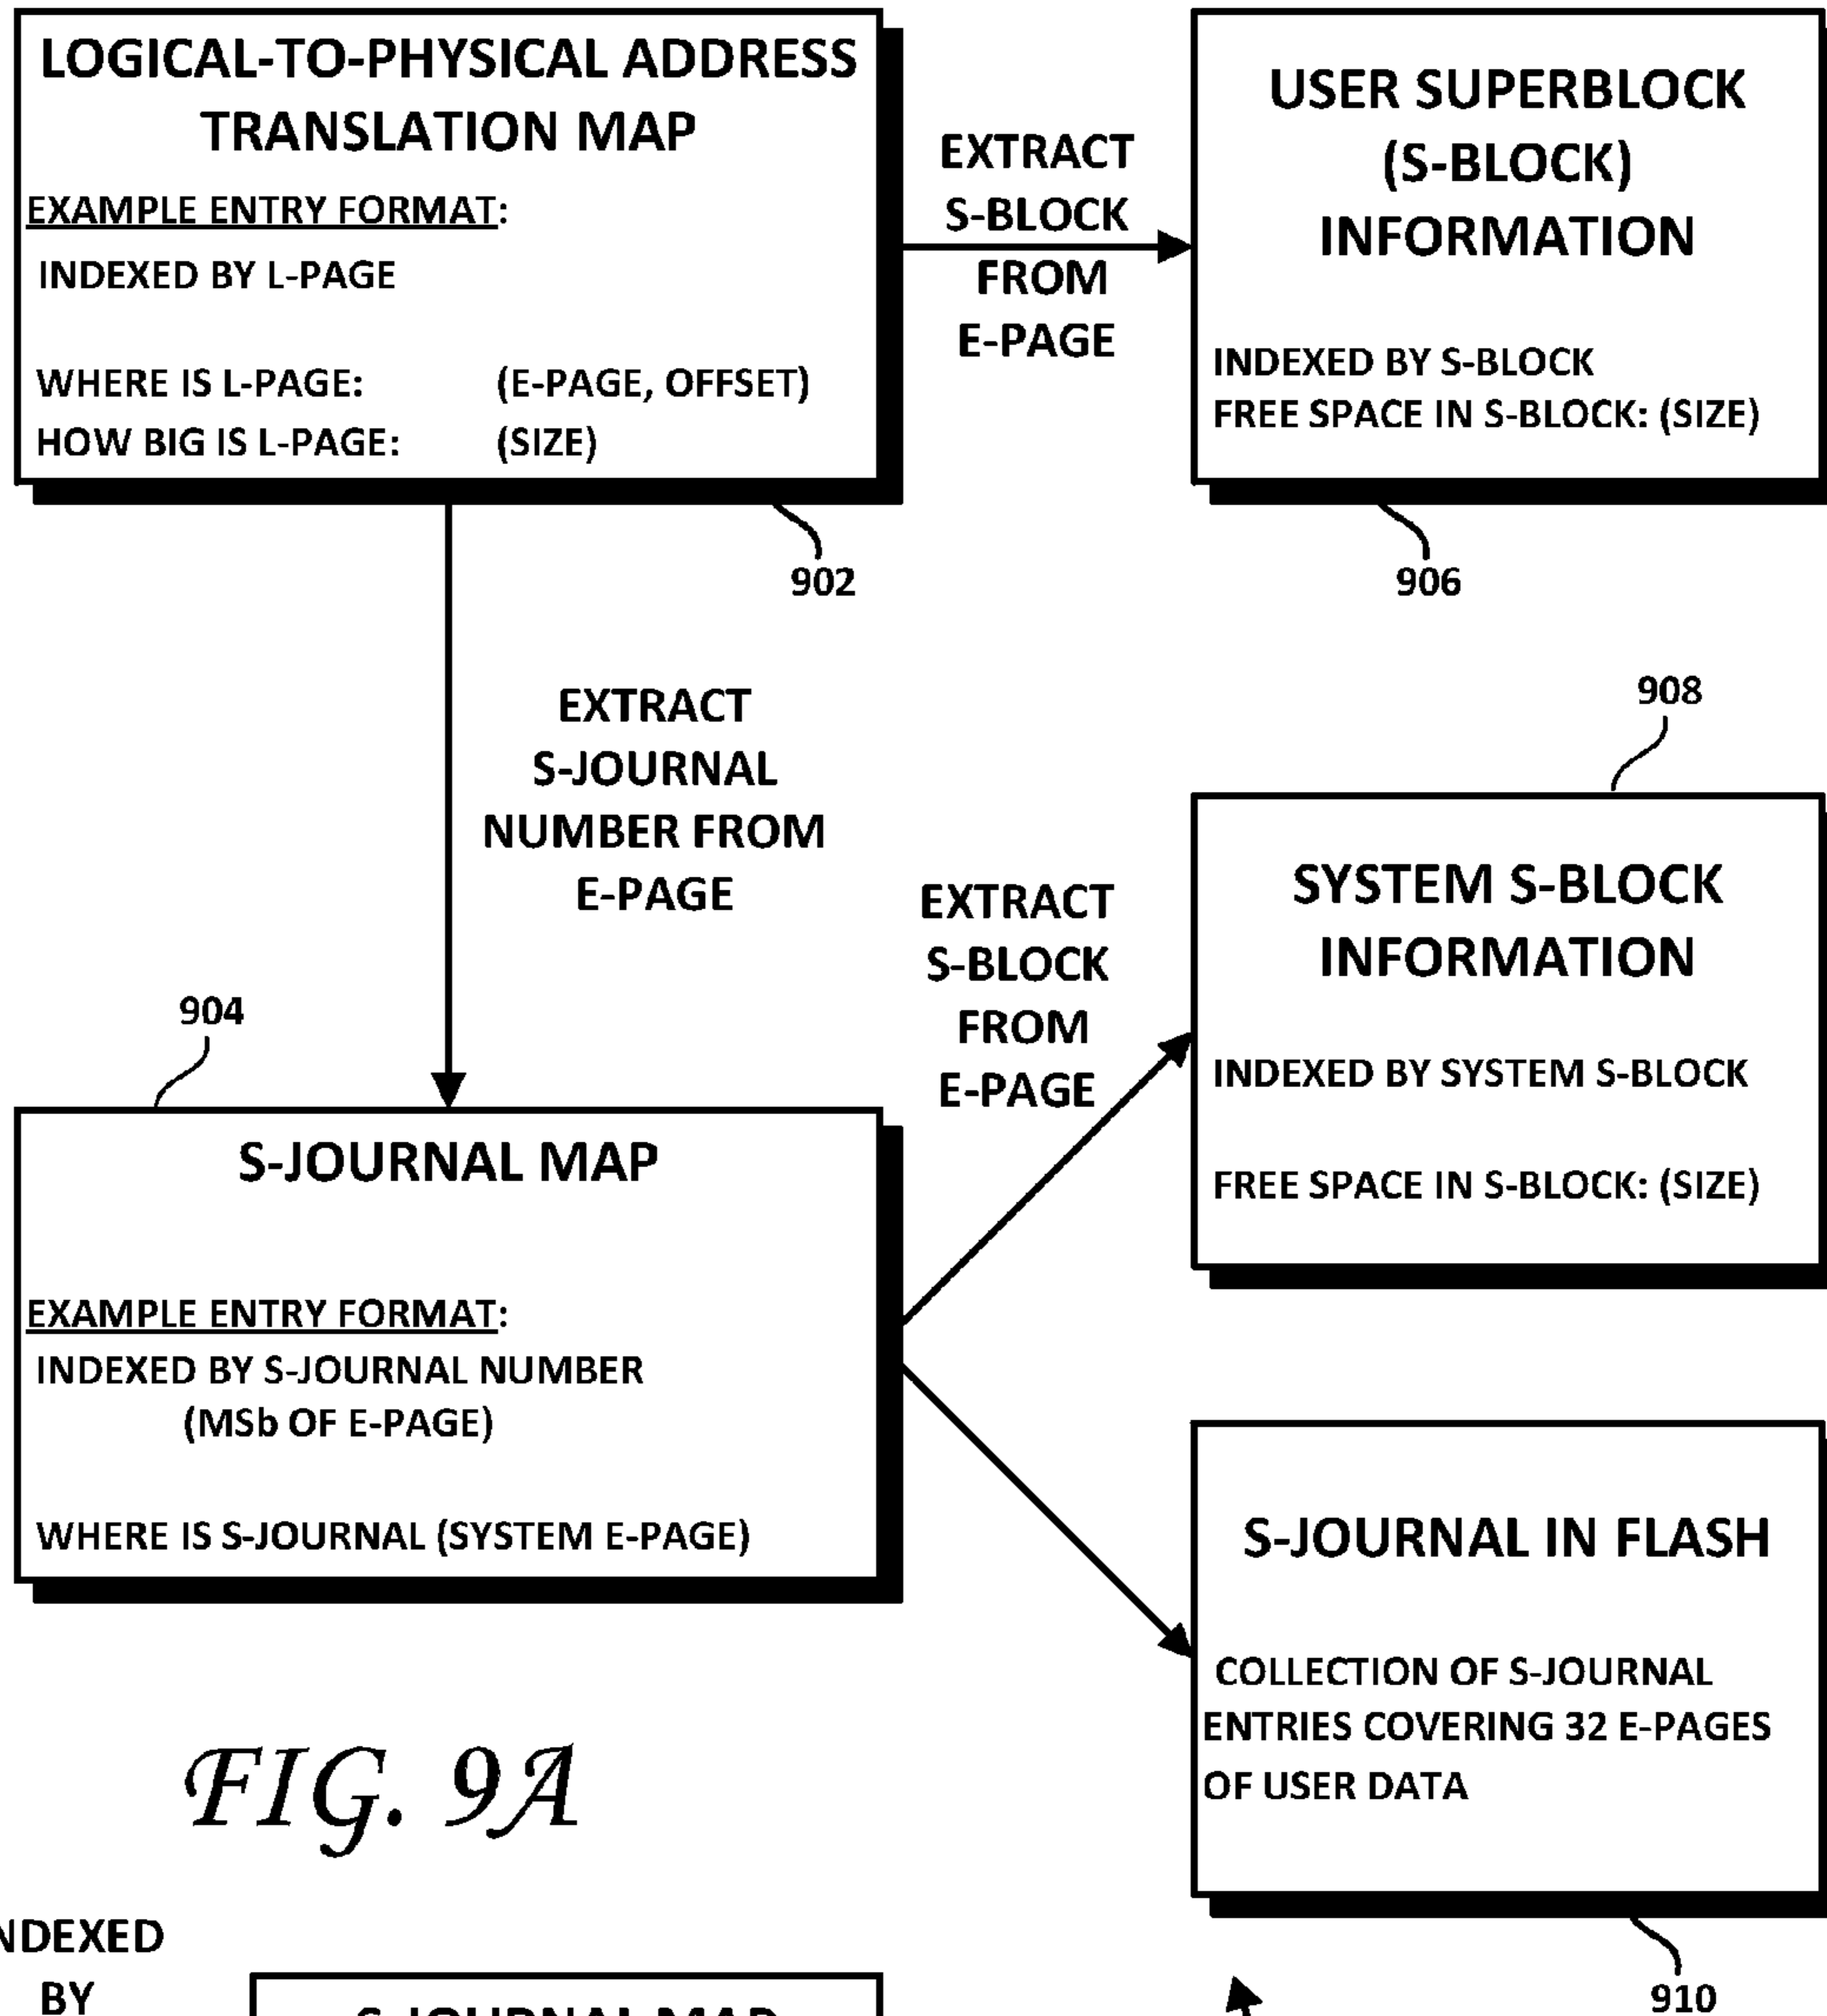 LOGICAL-TO-PHYSICAL ADDRESS
TRANSLATION MAP
EXAMPLE ENTRY FORMAT:
INDEXED BY L-PAGE
WHERE IS L-PAGE: (E-PAGE, OFFSET)
HOW BIG IS L-PAGE: (SIZE)
902
EXTRACT
S-BLOCK
FROM
E-PAGE
USER SUPERBLOCK
(S-BLOCK)
INFORMATION
INDEXED BY S-BLOCK
FREE SPACE IN S-BLOCK: (SIZE)
906
EXTRACT
S-JOURNAL
NUMBER FROM
E-PAGE
904
S-JOURNAL MAP
EXAMPLE ENTRY FORMAT:
INDEXED BY S-JOURNAL NUMBER
(MSb OF E-PAGE)
WHERE IS S-JOURNAL (SYSTEM E-PAGE)
EXTRACT
S-BLOCK
FROM
E-PAGE
908
SYSTEM S-BLOCK
INFORMATION
INDEXED BY SYSTEM S-BLOCK
FREE SPACE IN S-BLOCK: (SIZE)
S-JOURNAL IN FLASH
COLLECTION OF S-JOURNAL
ENTRIES COVERING 32 E-PAGES
OF USER DATA
910
FIG. 9A
NDEXED
BY
S-JOURNAL MAP